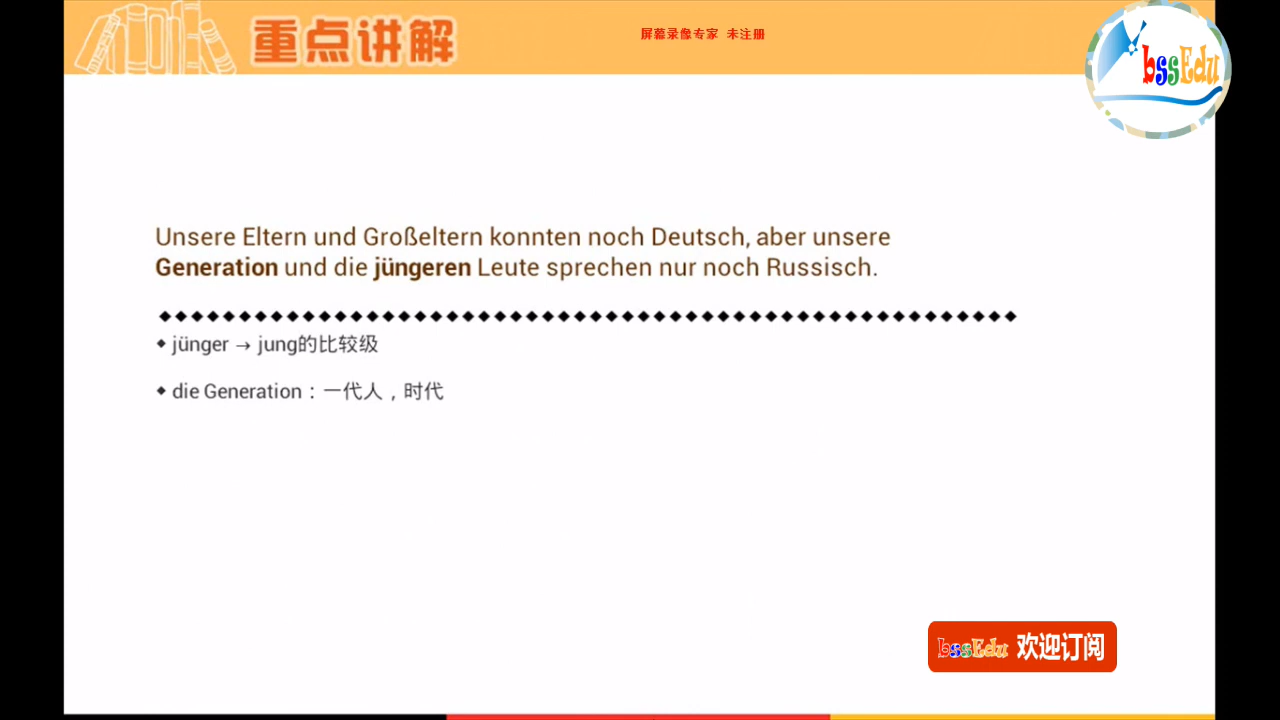 重点讲解
屏幕录像专家 未注册
bssEdu
Unsere Eltern und Großeltern konnten noch Deutsch, aber unsere
Generation und die jüngeren Leute sprechen nur noch Russisch.
◆ jünger → jung的比较级
◆ die Generation：一代人，时代
bssEdu 欢迎订阅